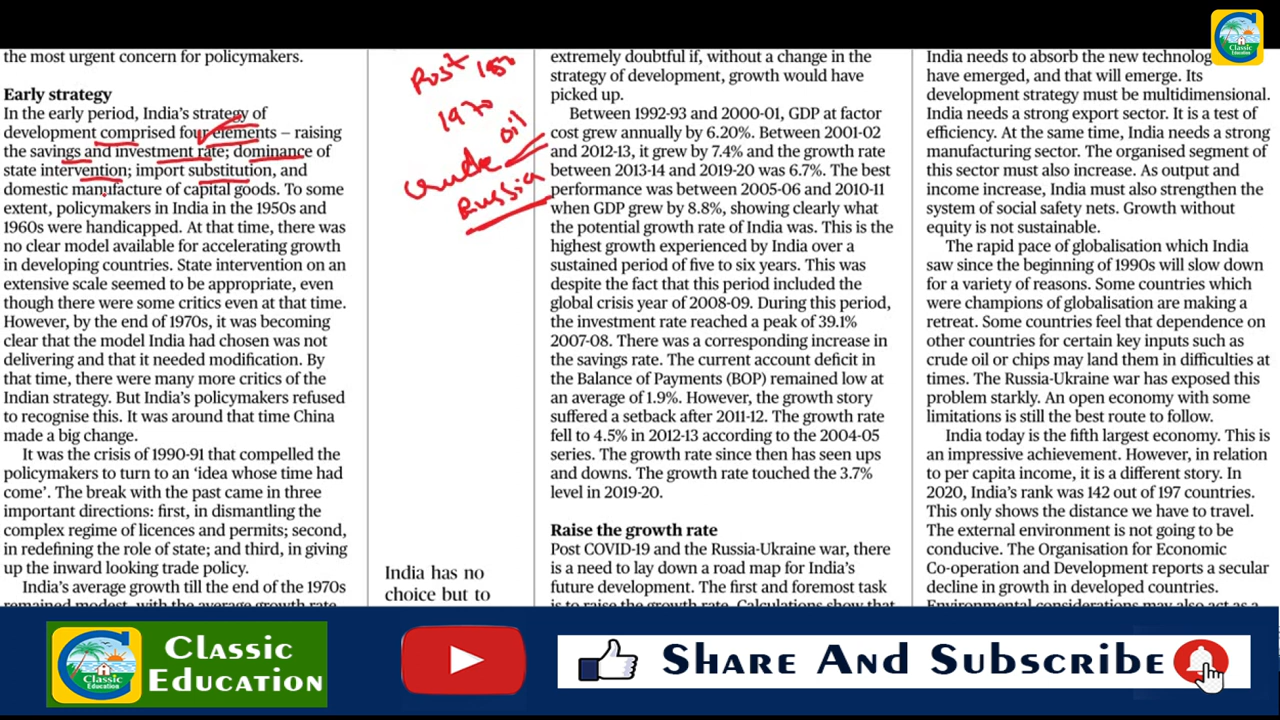 the most urgent concern for policymakers.
Early strategy
In the early period, India's strategy of
development comprised four elements – raising
the savings and investment rate; dominance of
state intervention; import substitution, and
domestic manufacture of capital goods. To some
extent, policymakers in India in the 1950s and
1960s were handicapped. At that time, there was
no clear model available for accelerating growth
in developing countries. State intervention on an
extensive scale seemed to be appropriate, even
though there were some critics even at that time.
However, by the end of 1970s, it was becoming
clear that the model India had chosen was not
delivering and that it needed modification. By
that time, there were many more critics of the
Indian strategy. But India's policymakers refused
to recognise this. It was around that time China
made a big change.
It was the crisis of 1990-91 that compelled the
policymakers to turn to an 'idea whose time had
come'. The break with the past came in three
important directions: first, in dismantling the
complex regime of licences and permits; second,
in redefining the role of state; and third, in giving
up the inward looking trade policy.
India's average growth till the end of the 1970s
remained modest, with the average growth rate
Post
1970
crude oil
Russia
India has no
choice but to
extremely doubtful if, without a change in the
strategy of development, growth would have
picked up.
Between 1992-93 and 2000-01, GDP at factor
cost grew annually by 6.20%. Between 2001-02
and 2012-13, it grew by 7.4% and the growth rate
between 2013-14 and 2019-20 was 6.7%. The best
performance was between 2005-06 and 2010-11
when GDP grew by 8.8%, showing clearly what
the potential growth rate of India was. This is the
highest growth experienced by India over a
sustained period of five to six years. This was
despite the fact that this period included the
global crisis year of 2008-09. During this period,
the investment rate reached a peak of 39.1%
2007-08. There was a corresponding increase in
the savings rate. The current account deficit in
the Balance of Payments (BOP) remained low at
an average of 1.9%. However, the growth story
suffered a setback after 2011-12. The growth rate
fell to 4.5% in 2012-13 according to the 2004-05
series. The growth rate since then has seen ups
and downs. The growth rate touched the 3.7%
level in 2019-20.
Raise the growth rate
Post COVID-19 and the Russia-Ukraine war, there
is a need to lay down a road map for India's
future development. The first and foremost task
is to raise the growth rate. Calculations show that
India needs to absorb the new technolog
have emerged, and that will emerge. Its
development strategy must be multidimensional.
India needs a strong export sector. It is a test of
efficiency. At the same time, India needs a strong
manufacturing sector. The organised segment of
this sector must also increase. As output and
income increase, India must also strengthen the
system of social safety nets. Growth without
equity is not sustainable.
The rapid pace of globalisation which India
saw since the beginning of 1990s will slow down
for a variety of reasons. Some countries which
were champions of globalisation are making a
retreat. Some countries feel that dependence on
other countries for certain key inputs such as
crude oil or chips may land them in difficulties at
times. The Russia-Ukraine war has exposed this
problem starkly. An open economy with some
limitations is still the best route to follow.
India today is the fifth largest economy. This is
an impressive achievement. However, in relation
to per capita income, it is a different story. In
2020, India's rank was 142 out of 197 countries.
This only shows the distance we have to travel.
The external environment is not going to be
conducive. The Organisation for Economic
Co-operation and Development reports a secular
decline in growth in developed countries.
Environmental considerations may also act as a
Classic
Education
Classic
Education
Classic
Education
Share And Subscribe